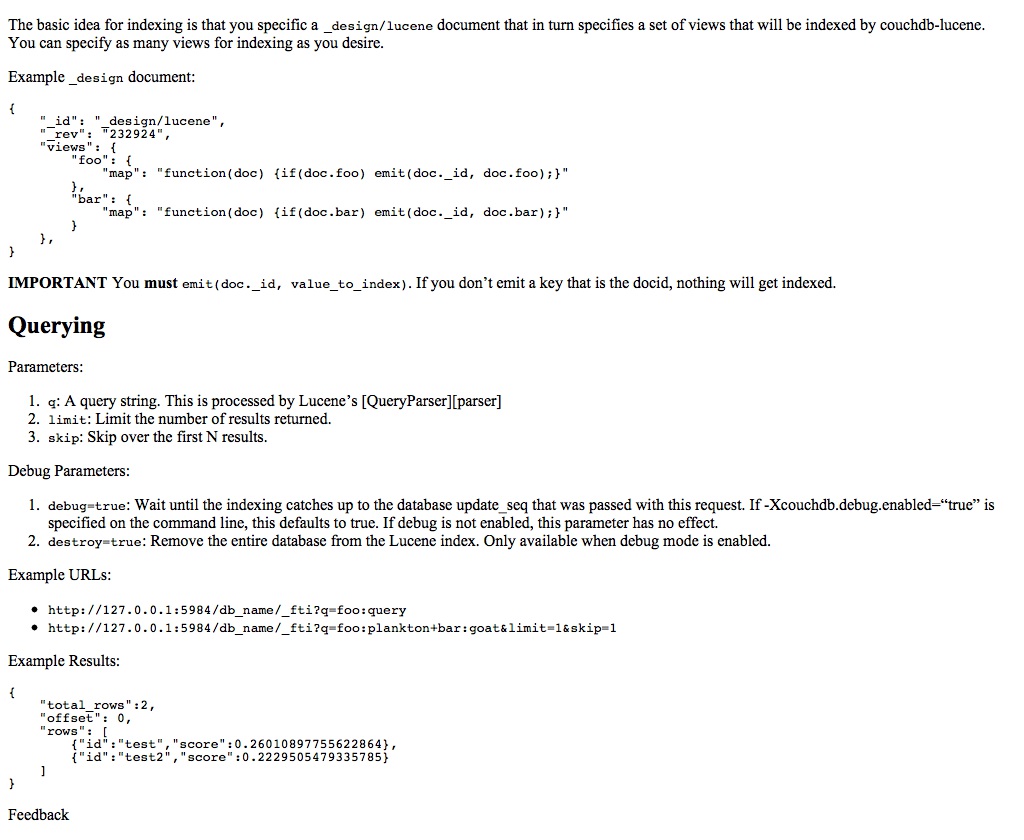 The basic idea for indexing is that you specific a _design/lucene document that in turn specifies a set of views that will be indexed by couchdb-lucene.
You can specify as many views for indexing as you desire.
Example _design document:
{
    "_id": "_design/lucene",
    "_rev": "232924",
    "views": {
        "foo": {
            "map": "function(doc) {if(doc.foo) emit(doc._id, doc.foo);}"
        },
        "bar": {
            "map": "function(doc) {if(doc.bar) emit(doc._id, doc.bar);}"
        }
    },
}
IMPORTANT You must emit(doc._id, value_to_index). If you don’t emit a key that is the docid, nothing will get indexed.
Querying
Parameters:
1. q: A query string. This is processed by Lucene’s [QueryParser][parser]
2. limit: Limit the number of results returned.
3. skip: Skip over the first N results.
Debug Parameters:
1. debug=true: Wait until the indexing catches up to the database update_seq that was passed with this request. If -Xcouchdb.debug.enabled=“true” is
specified on the command line, this defaults to true. If debug is not enabled, this parameter has no effect.
2. destroy=true: Remove the entire database from the Lucene index. Only available when debug mode is enabled.
Example URLs:
• http://127.0.0.1:5984/db_name/_fti?q=foo:query
• http://127.0.0.1:5984/db_name/_fti?q=foo:plankton+bar:goat&limit=1&skip=1
Example Results:
{
    "total_rows":2,
    "offset": 0,
    "rows": [
        {"id":"test","score":0.26010897755622864},
        {"id":"test2","score":0.2229505479335785}
    ]
}
Feedback